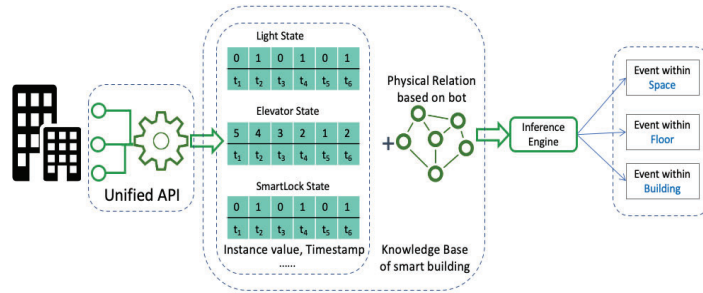 Unified API
Light State
0 1 0 1 0 1
t1 t2 t3 t4 t5 t6
Elevator State
5 4 3 2 1 2
t1 t2 t3 t4 t5 t6
SmartLock State
0 1 0 1 0 1
t1 t2 t3 t4 t5 t6
Instance value, Timestamp
......
Physical Relation
based on bot
+
Knowledge Base
of smart building
Inference
Engine
Event within
Space
Event within
Floor
Event within
Building